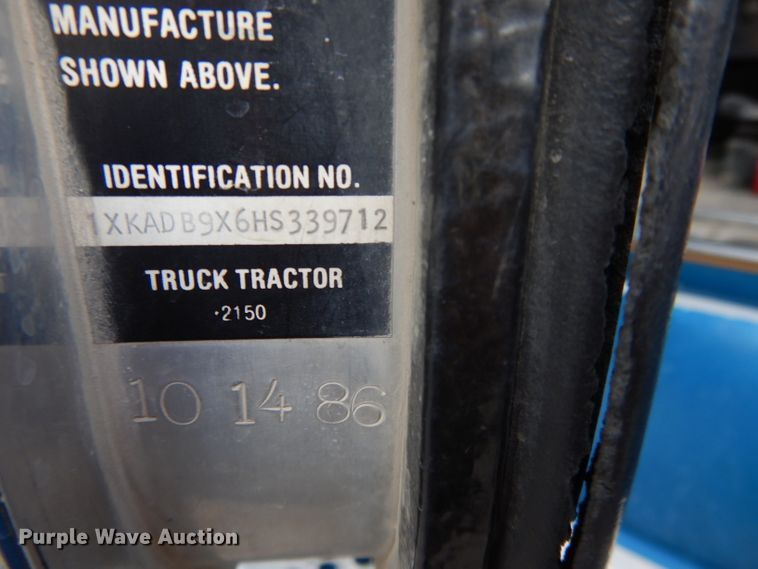 MANUFACTURE
SHOWN ABOVE.
IDENTIFICATION NO.
1XKADB9X6HS339712
TRUCK TRACTOR
·2150
10 14 86
Purple Wave Auction®